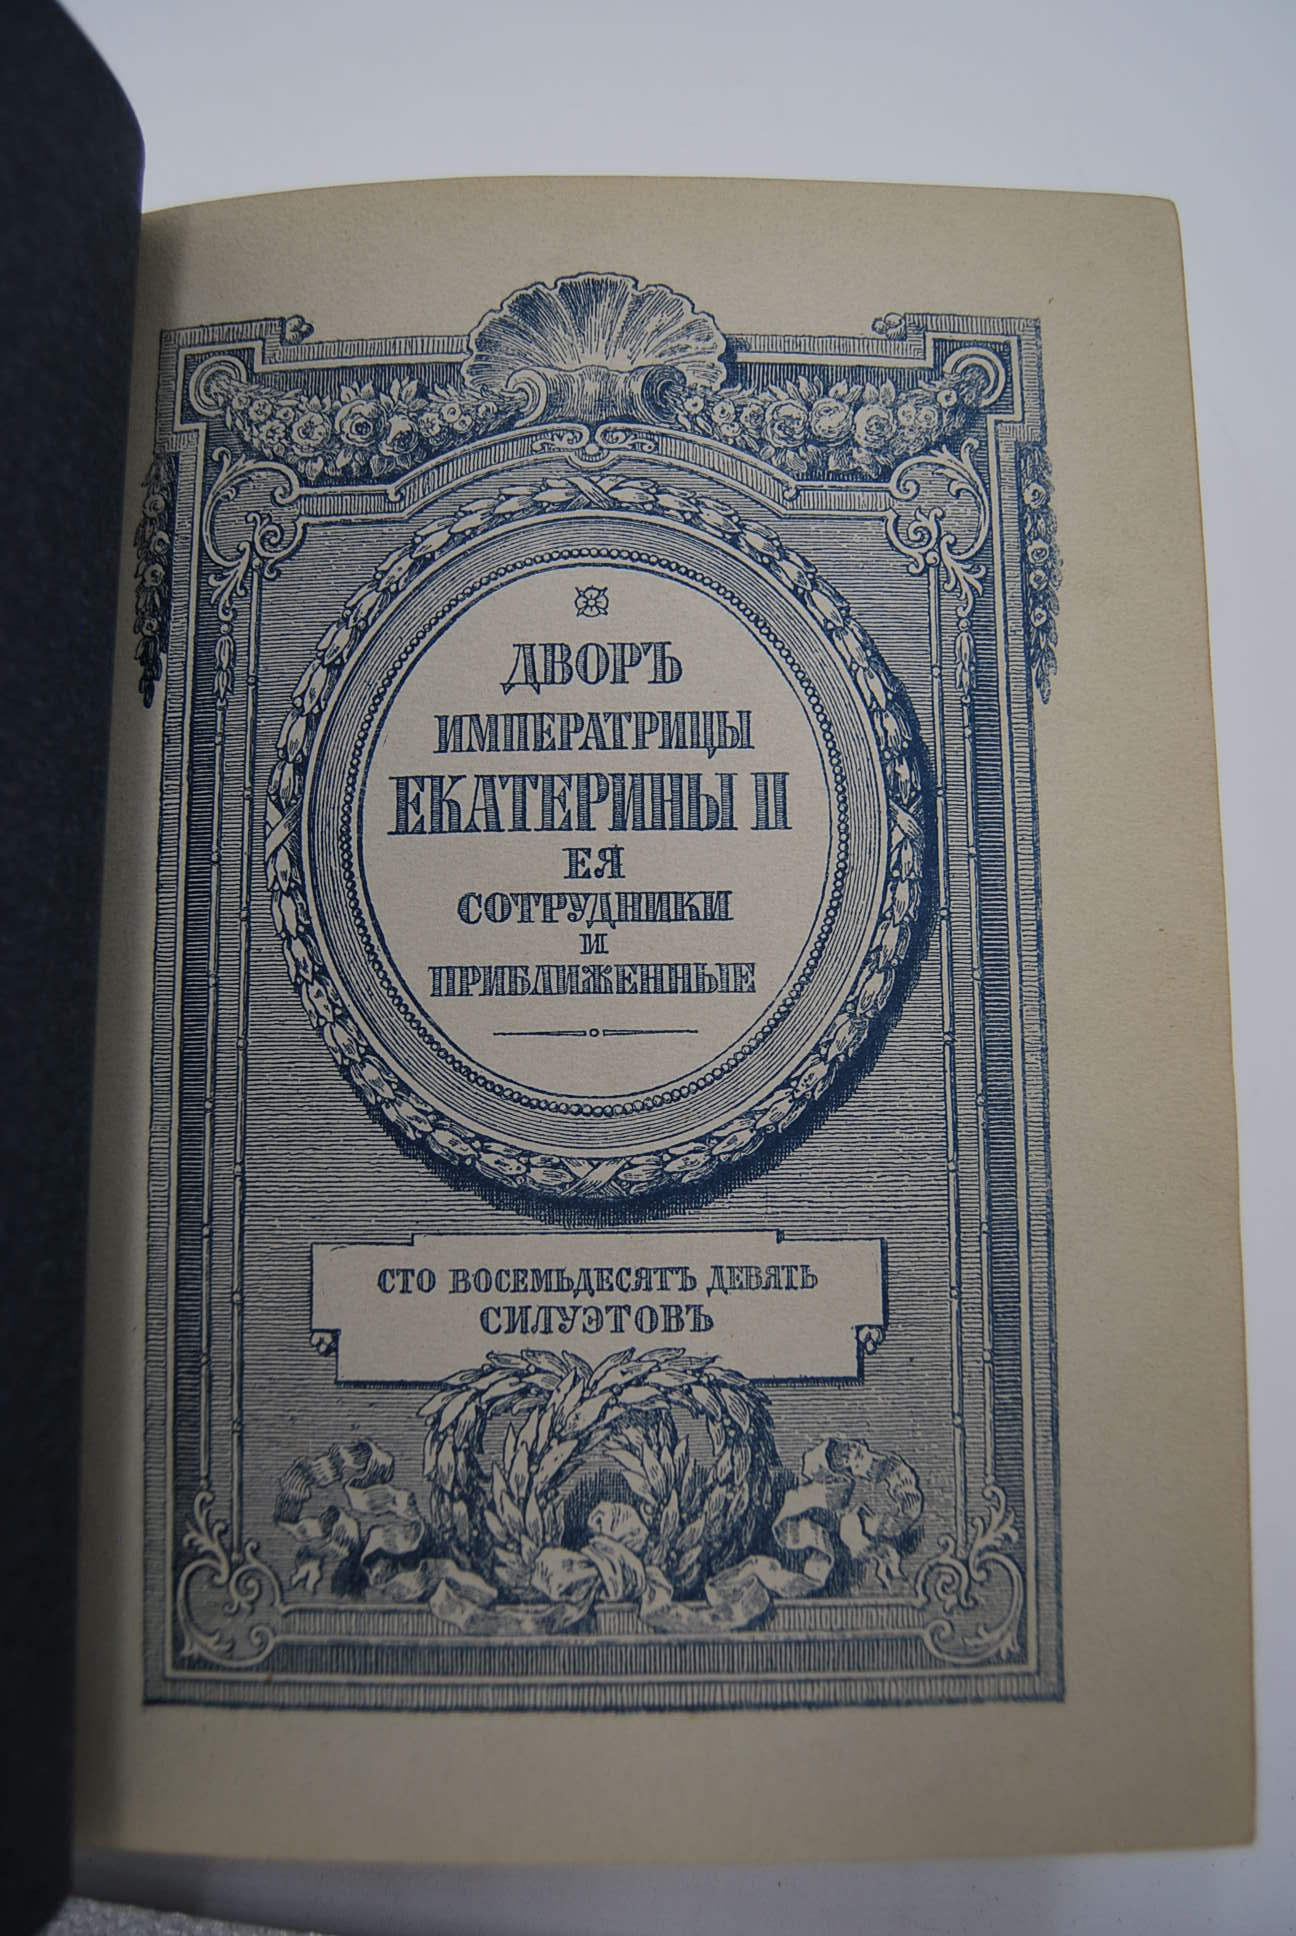 ДВОРЪ
ИМПЕРАТРИЦЫ
ЕКАТЕРИНЫ II
ЕЯ
СОТРУДНИКИ
И
ПРИБЛИЖЕННЫЕ
СТО ВОСЕМЬДЕСЯТЪ ДЕВЯТЬ
СИЛУЭТОВЪ